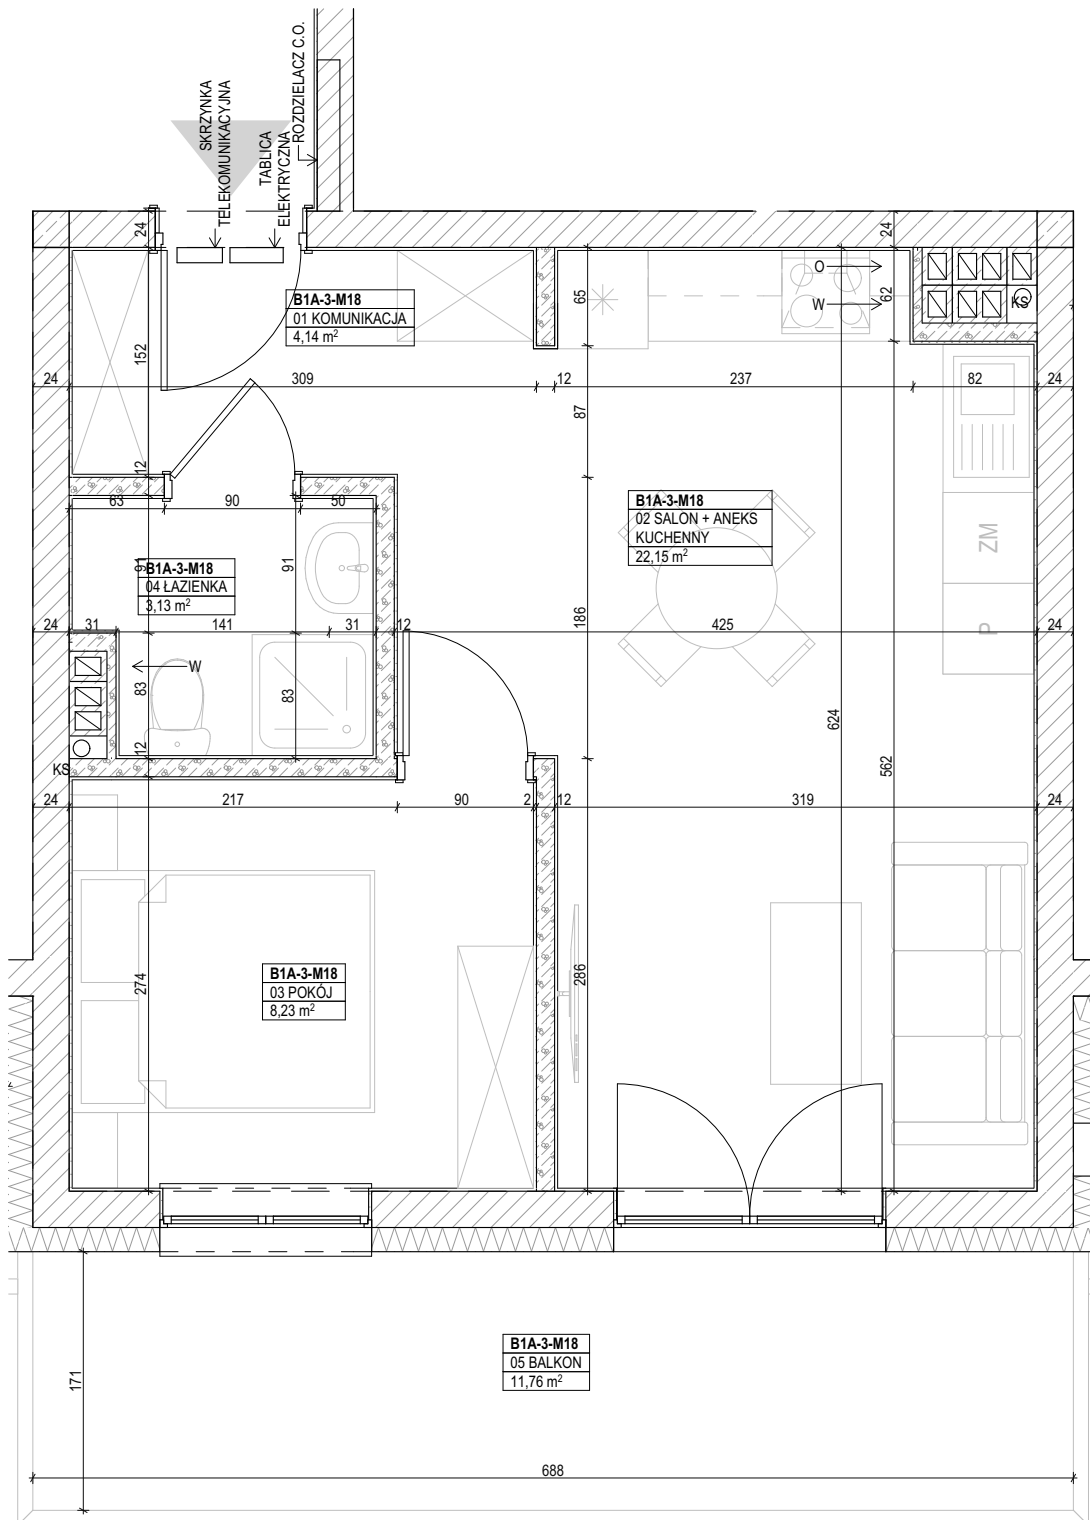 SKRZYNKA
TELEKOMUNIKACYJNA
TABLICA
ELEKTRYCZNA
ROZDZIELACZ C.O.
24
24
B1A-3-M18
01 KOMUNIKACJA
4,14 m²
65
O
W
62
KS
152
24
309
12
237
82
24
87
12
63
90
50
B1A-3-M18
02 SALON + ANEKS
KUCHENNY
22,15 m²
ZM
91
91
B1A-3-M18
04 ŁAZIENKA
3,13 m²
24
31
141
31
12
186
425
P
24
W
83
83
624
562
12
KS
24
217
90
2
12
319
24
274
B1A-3-M18
03 POKÓJ
8,23 m²
286
B1A-3-M18
05 BALKON
11,76 m²
171
688